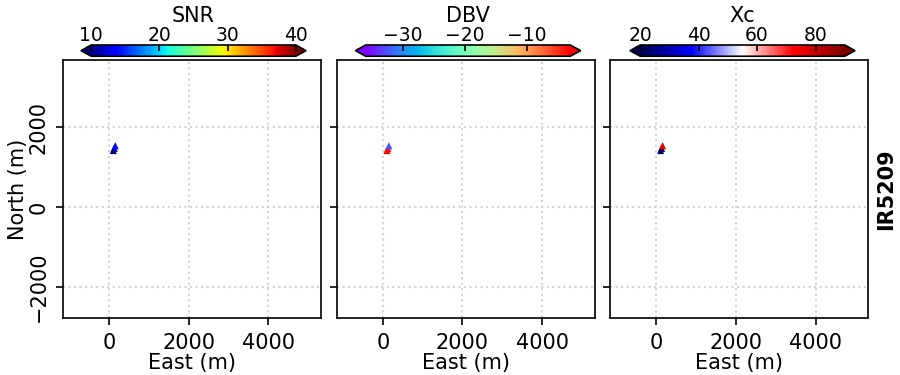 SNR DBV Xc
10 20 30 40 −30 −20 −10 20 40 60 80
North (m)
2000
0
−2000
IR5209
0 2000 4000 0 2000 4000 0 2000 4000
East (m) East (m) East (m)